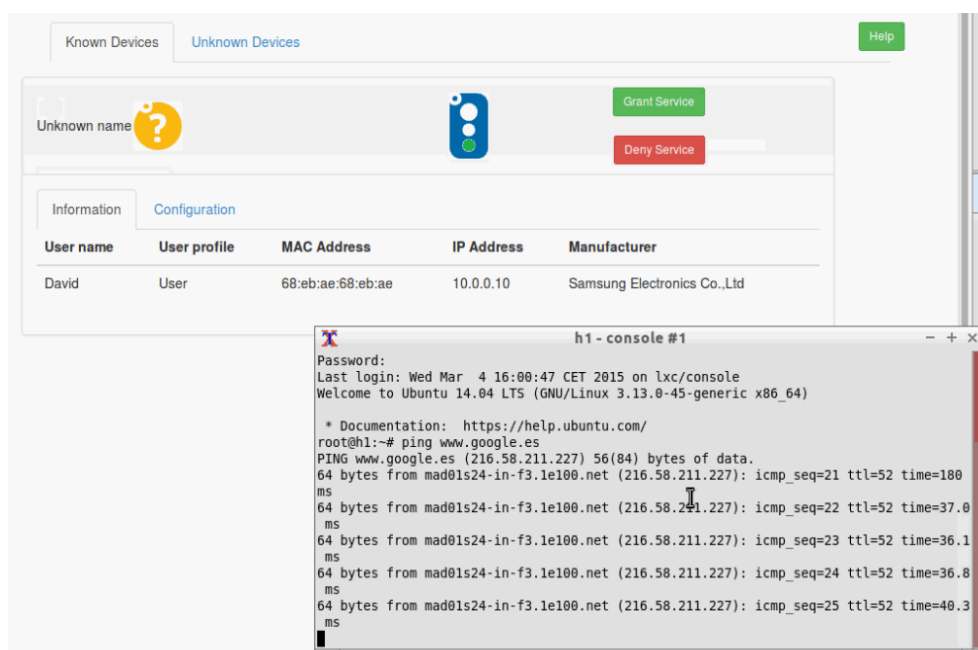 Known Devices Unknown Devices Help
Grant Service
Unknown name ?
Deny Service
Information Configuration
User name User profile MAC Address IP Address Manufacturer
David User 68:eb:ae:68:eb:ae 10.0.0.10 Samsung Electronics Co.,Ltd
h1 - console #1
Password:
Last login: Wed Mar  4 16:00:47 CET 2015 on lxc/console
Welcome to Ubuntu 14.04 LTS (GNU/Linux 3.13.0-45-generic x86_64)
* Documentation:  https://help.ubuntu.com/
root@h1:~# ping www.google.es
PING www.google.es (216.58.211.227) 56(84) bytes of data.
64 bytes from mad01s24-in-f3.1e100.net (216.58.211.227): icmp_seq=21 ttl=52 time=180
ms
64 bytes from mad01s24-in-f3.1e100.net (216.58.211.227): icmp_seq=22 ttl=52 time=37.0
ms
64 bytes from mad01s24-in-f3.1e100.net (216.58.211.227): icmp_seq=23 ttl=52 time=36.1
ms
64 bytes from mad01s24-in-f3.1e100.net (216.58.211.227): icmp_seq=24 ttl=52 time=36.8
ms
64 bytes from mad01s24-in-f3.1e100.net (216.58.211.227): icmp_seq=25 ttl=52 time=40.3
ms